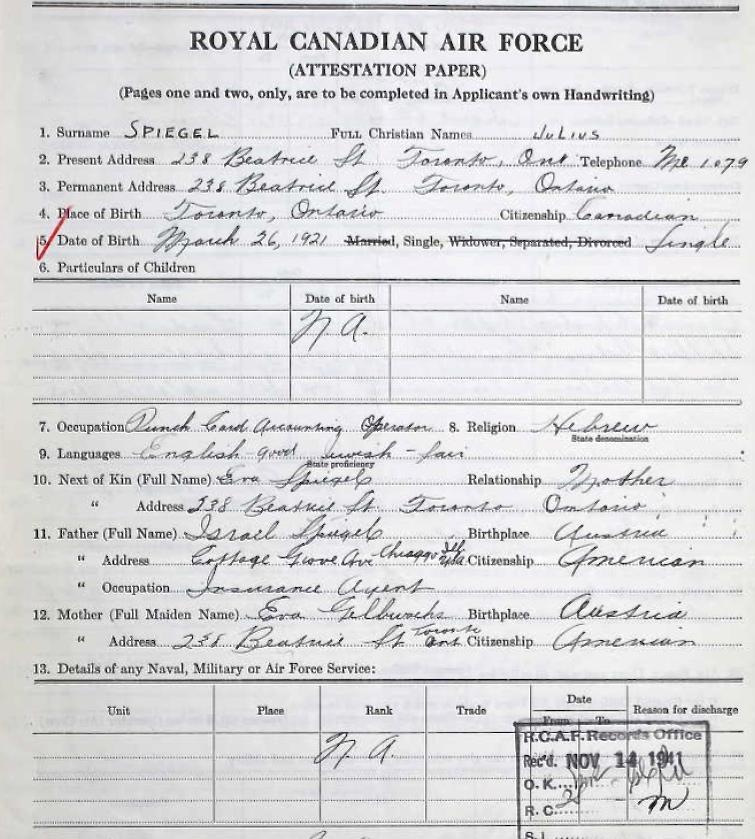 ROYAL CANADIAN AIR FORCE
(ATTESTATION PAPER)
(Pages one and two, only, are to be completed in Applicant's own Handwriting)
1. Surname SPIEGEL FULL Christian Names JULIUS
2. Present Address 238 Beatrice St Toronto, Ont Telephone Me 1079
3. Permanent Address 238 Beatrice St. Toronto, Ontario
4. Place of Birth Toronto, Ontario Citizenship Canadian
5. Date of Birth March 26, 1921 Married, Single, Widower, Separated, Divorced Single
6. Particulars of Children
Name Date of birth Name Date of birth
N.A.
7. Occupation Punch Card Accounting Operator 8. Religion Hebrew
State denomination
9. Languages English - good Jewish - fair
State proficiency
10. Next of Kin (Full Name) Eva Spiegel Relationship Mother
" Address 238 Beatrice St Toronto Ontario
11. Father (Full Name) Israel Spiegel Birthplace Austria
" Address Cottage Grove Ave Chicago Ill USA Citizenship American
" Occupation Insurance Agent
12. Mother (Full Maiden Name) Eva Birthplace Austria
" Address 238 Beatrice St Toronto Ont Citizenship American
13. Details of any Naval, Military or Air Force Service:
Unit Place Rank Trade Date Reason for discharge
From To
N.A.
R.C.A.F. Records Office
Rec'd. NOV 14 1941
O.K.
R.C.